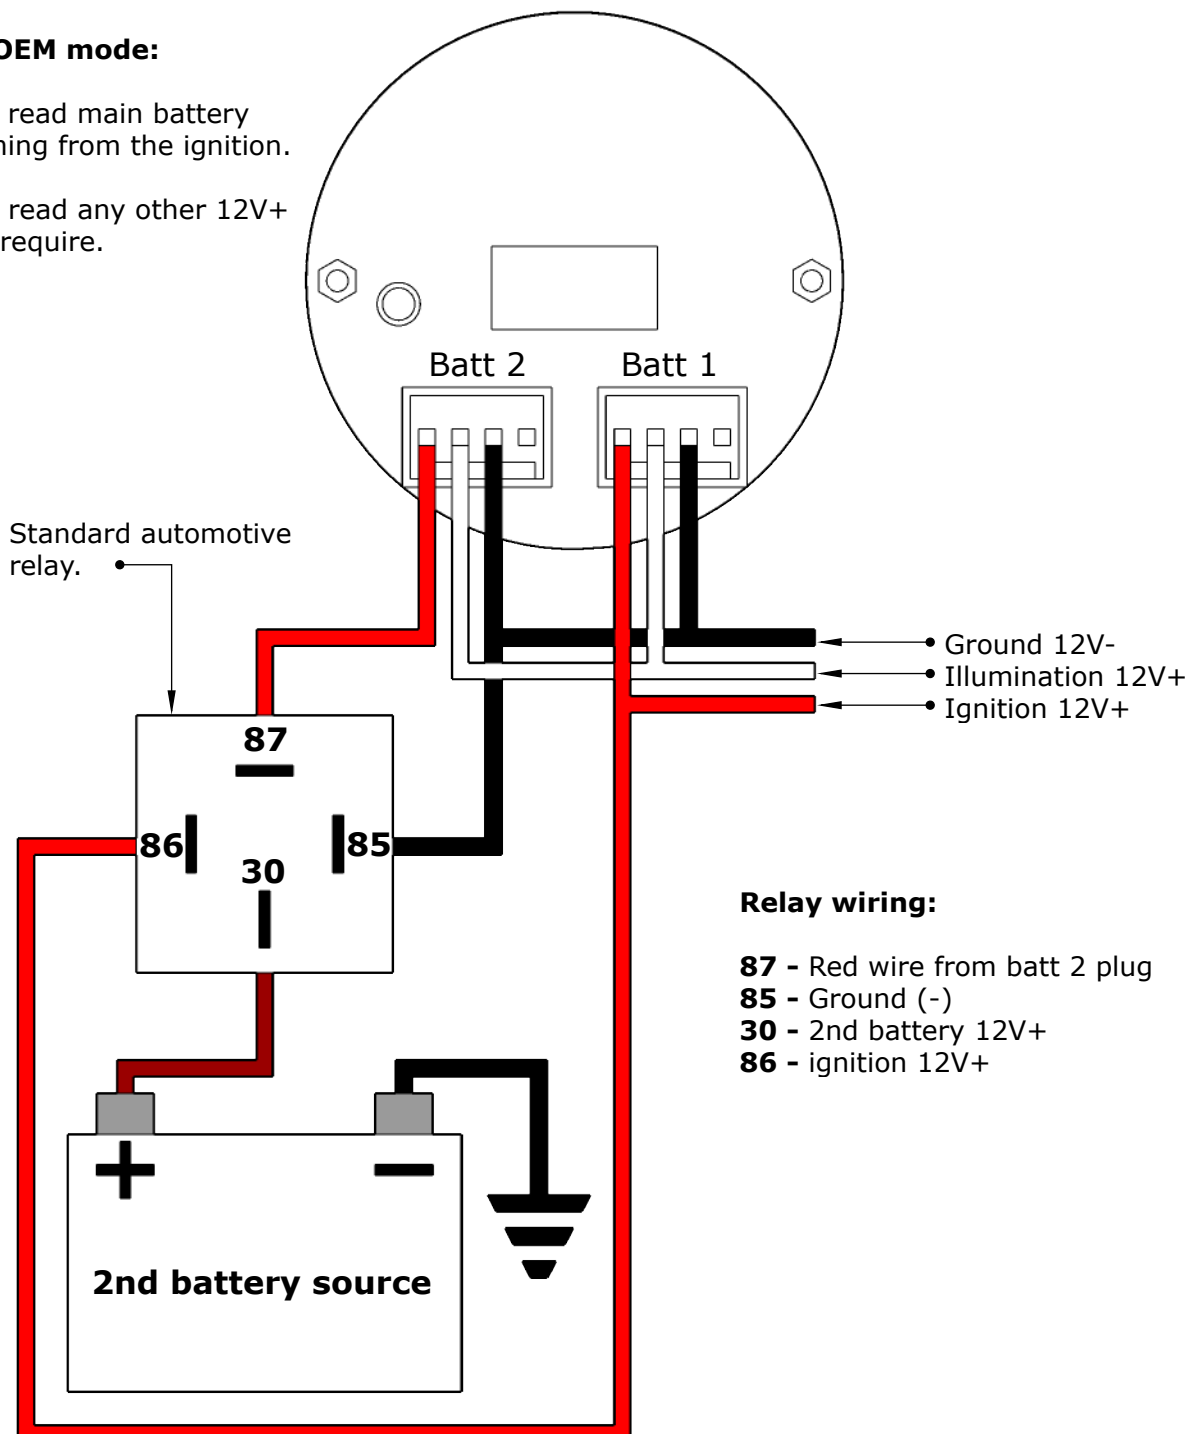 OEM mode:
read main battery
ning from the ignition.
read any other 12V+
require.
Batt 2
Batt 1
Standard automotive
relay.
Ground 12V-
Illumination 12V+
Ignition 12V+
87
86
85
30
Relay wiring:
87 - Red wire from batt 2 plug
85 - Ground (-)
30 - 2nd battery 12V+
86 - ignition 12V+
+
−
2nd battery source